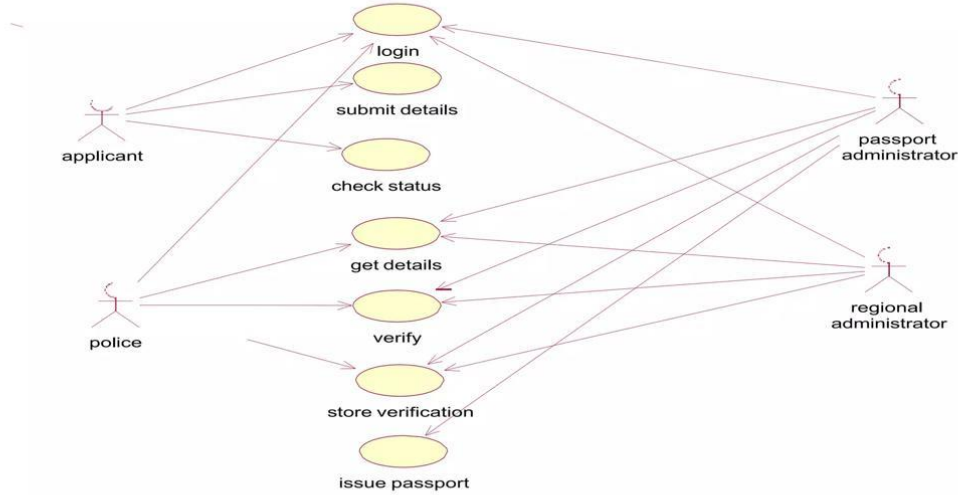 login
submit details
applicant
passport
administrator
check status
get details
regional
administrator
police
verify
store verification
issue passport